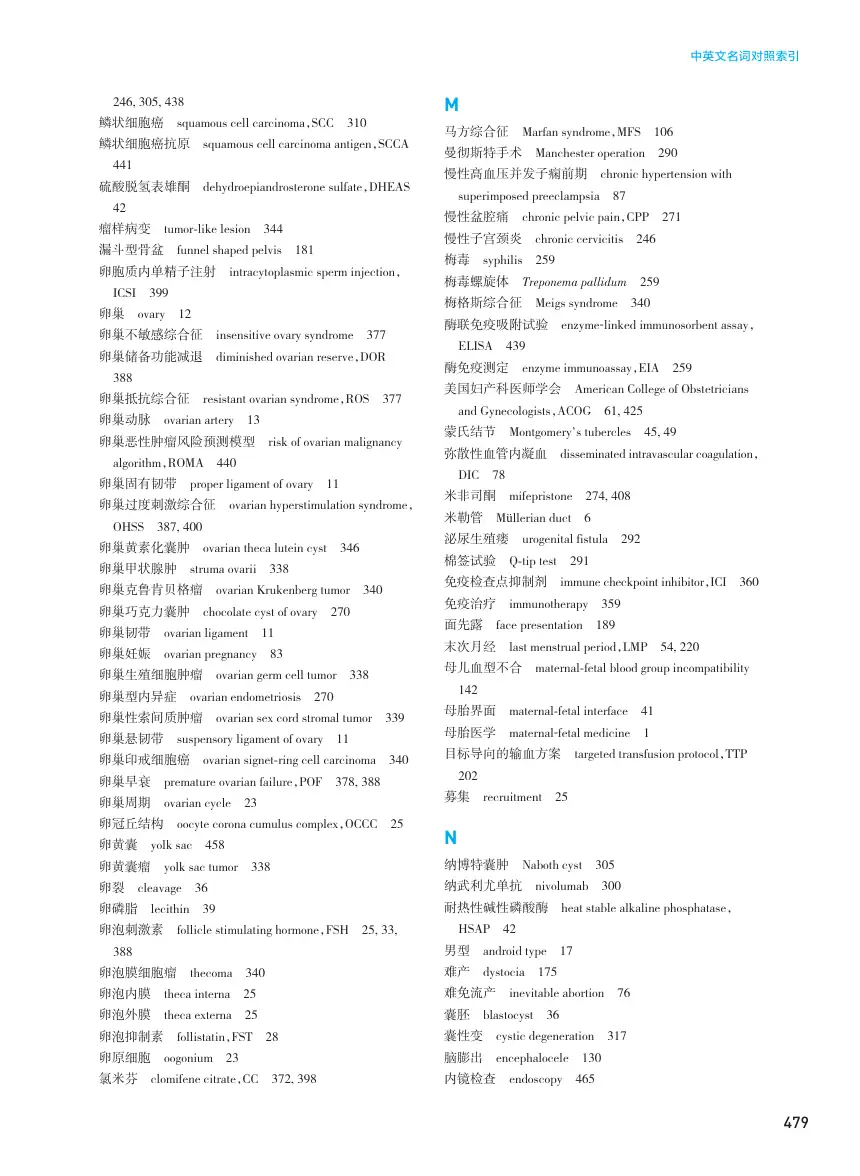 中英文名词对照索引
246, 305, 438
鳞状细胞癌 squamous cell carcinoma,SCC 310
鳞状细胞癌抗原 squamous cell carcinoma antigen,SCCA
441
硫酸脱氢表雄酮 dehydroepiandrosterone sulfate,DHEAS
42
瘤样病变 tumor-like lesion 344
漏斗型骨盆 funnel shaped pelvis 181
卵胞质内单精子注射 intracytoplasmic sperm injection,
ICSI 399
卵巢 ovary 12
卵巢不敏感综合征 insensitive ovary syndrome 377
卵巢储备功能减退 diminished ovarian reserve,DOR
388
卵巢抵抗综合征 resistant ovarian syndrome,ROS 377
卵巢动脉 ovarian artery 13
卵巢恶性肿瘤风险预测模型 risk of ovarian malignancy
algorithm,ROMA 440
卵巢固有韧带 proper ligament of ovary 11
卵巢过度刺激综合征 ovarian hyperstimulation syndrome,
OHSS 387, 400
卵巢黄素化囊肿 ovarian theca lutein cyst 346
卵巢甲状腺肿 struma ovarii 338
卵巢克鲁肯贝格瘤 ovarian Krukenberg tumor 340
卵巢巧克力囊肿 chocolate cyst of ovary 270
卵巢韧带 ovarian ligament 11
卵巢妊娠 ovarian pregnancy 83
卵巢生殖细胞肿瘤 ovarian germ cell tumor 338
卵巢型内异症 ovarian endometriosis 270
卵巢性索间质肿瘤 ovarian sex cord stromal tumor 339
卵巢悬韧带 suspensory ligament of ovary 11
卵巢印戒细胞癌 ovarian signet-ring cell carcinoma 340
卵巢早衰 premature ovarian failure,POF 378, 388
卵巢周期 ovarian cycle 23
卵冠丘结构 oocyte corona cumulus complex,OCCC 25
卵黄囊 yolk sac 458
卵黄囊瘤 yolk sac tumor 338
卵裂 cleavage 36
卵磷脂 lecithin 39
卵泡刺激素 follicle stimulating hormone,FSH 25, 33,
388
卵泡膜细胞瘤 thecoma 340
卵泡内膜 theca interna 25
卵泡外膜 theca externa 25
卵泡抑制素 follistatin,FST 28
卵原细胞 oogonium 23
氯米芬 clomifene citrate,CC 372, 398
M
马方综合征 Marfan syndrome,MFS 106
曼彻斯特手术 Manchester operation 290
慢性高血压并发子痫前期 chronic hypertension with
superimposed preeclampsia 87
慢性盆腔痛 chronic pelvic pain,CPP 271
慢性子宫颈炎 chronic cervicitis 246
梅毒 syphilis 259
梅毒螺旋体 Treponema pallidum 259
梅格斯综合征 Meigs syndrome 340
酶联免疫吸附试验 enzyme-linked immunosorbent assay,
ELISA 439
酶免疫测定 enzyme immunoassay,EIA 259
美国妇产科医师学会 American College of Obstetricians
and Gynecologists,ACOG 61, 425
蒙氏结节 Montgomery's tubercles 45, 49
弥散性血管内凝血 disseminated intravascular coagulation,
DIC 78
米非司酮 mifepristone 274, 408
米勒管 Müllerian duct 6
泌尿生殖瘘 urogenital fistula 292
棉签试验 Q-tip test 291
免疫检查点抑制剂 immune checkpoint inhibitor,ICI 360
免疫治疗 immunotherapy 359
面先露 face presentation 189
末次月经 last menstrual period,LMP 54, 220
母儿血型不合 maternal-fetal blood group incompatibility
142
母胎界面 maternal-fetal interface 41
母胎医学 maternal-fetal medicine 1
目标导向的输血方案 targeted transfusion protocol,TTP
202
募集 recruitment 25
N
纳博特囊肿 Naboth cyst 305
纳武利尤单抗 nivolumab 300
耐热性碱性磷酸酶 heat stable alkaline phosphatase,
HSAP 42
男型 android type 17
难产 dystocia 175
难免流产 inevitable abortion 76
囊胚 blastocyst 36
囊性变 cystic degeneration 317
脑膨出 encephalocele 130
内镜检查 endoscopy 465
479